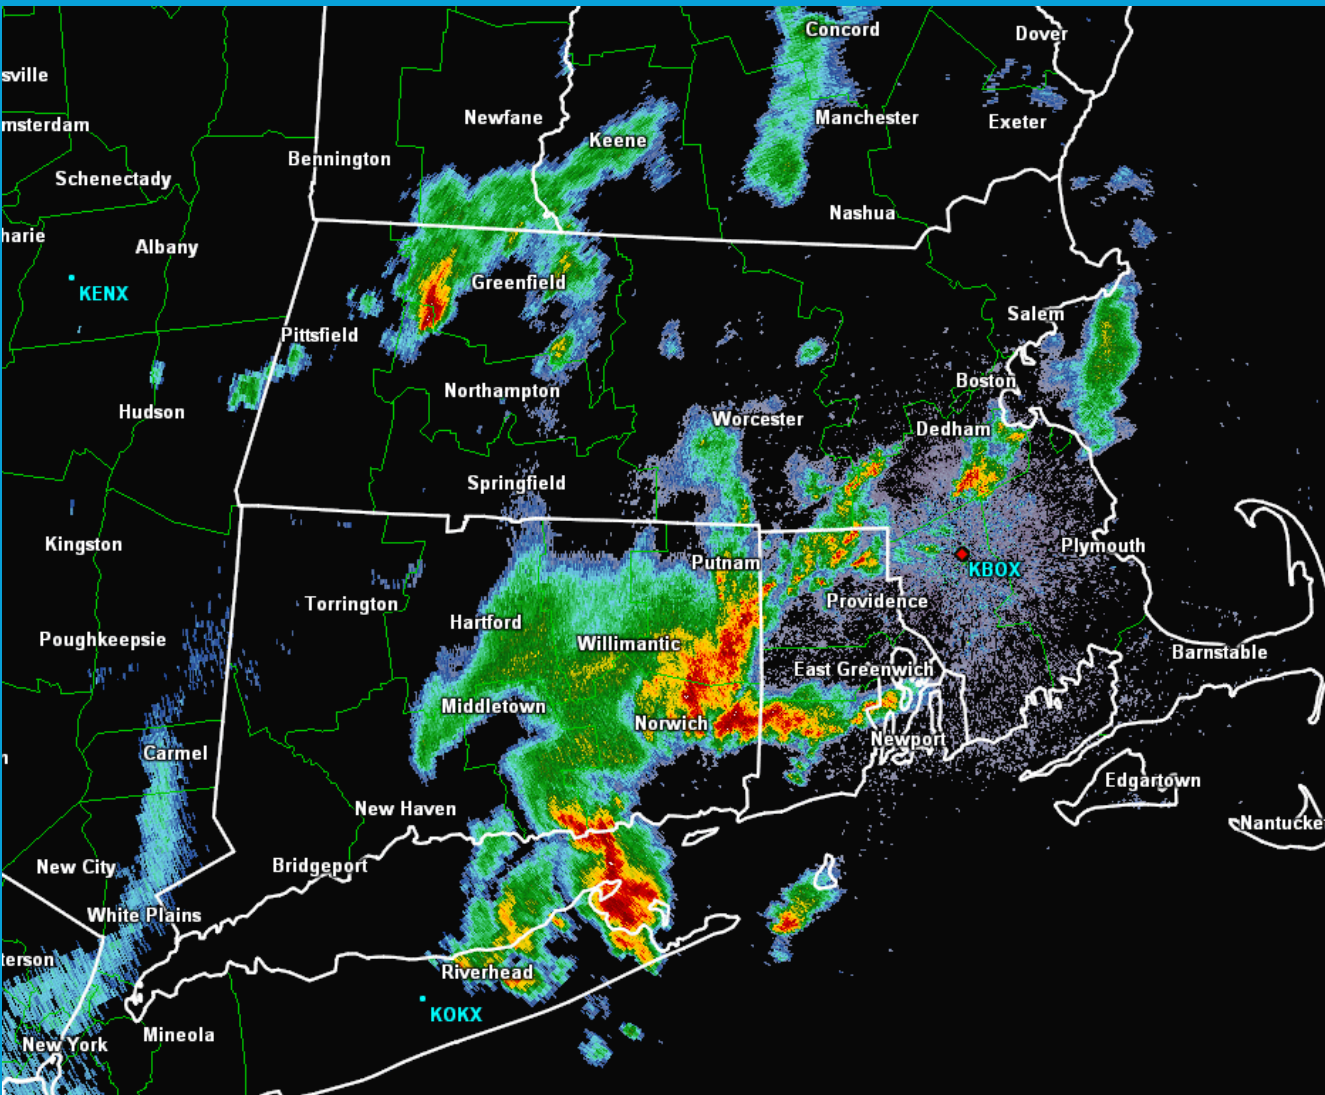 Concord
Dover
sville
Newfane
Manchester
Exeter
msterdam
Keene
Bennington
Schenectady
Nashua
harie
Albany
Greenfield
KENX
Salem
Pittsfield
Boston
Northampton
Hudson
Worcester
Dedham
Springfield
Kingston
Plymouth
Putnam
KBOX
Torrington
Providence
Hartford
Poughkeepsie
Willimantic
Barnstable
East Greenwich
Middletown
Norwich
Newport
Carmel
n
Edgartown
New Haven
Nantucke
New City
Bridgeport
White Plains
terson
Riverhead
KOKX
Mineola
New York